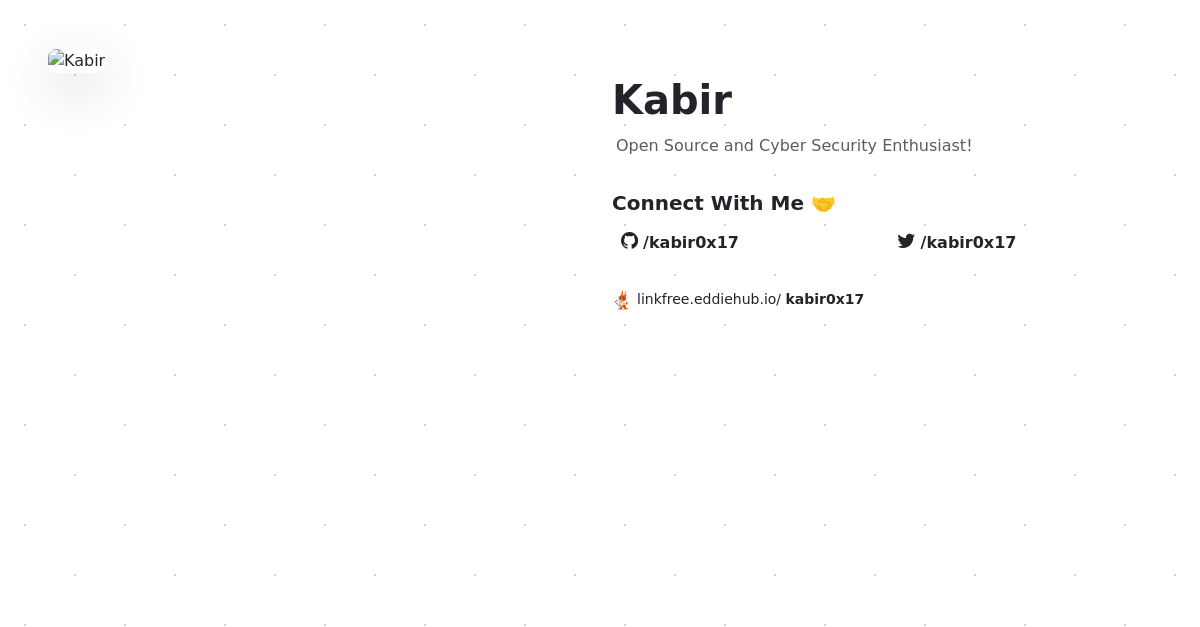 Kabir
Kabir
Open Source and Cyber Security Enthusiast!
Connect With Me 🤝
/kabir0x17
/kabir0x17
linkfree.eddiehub.io/ kabir0x17